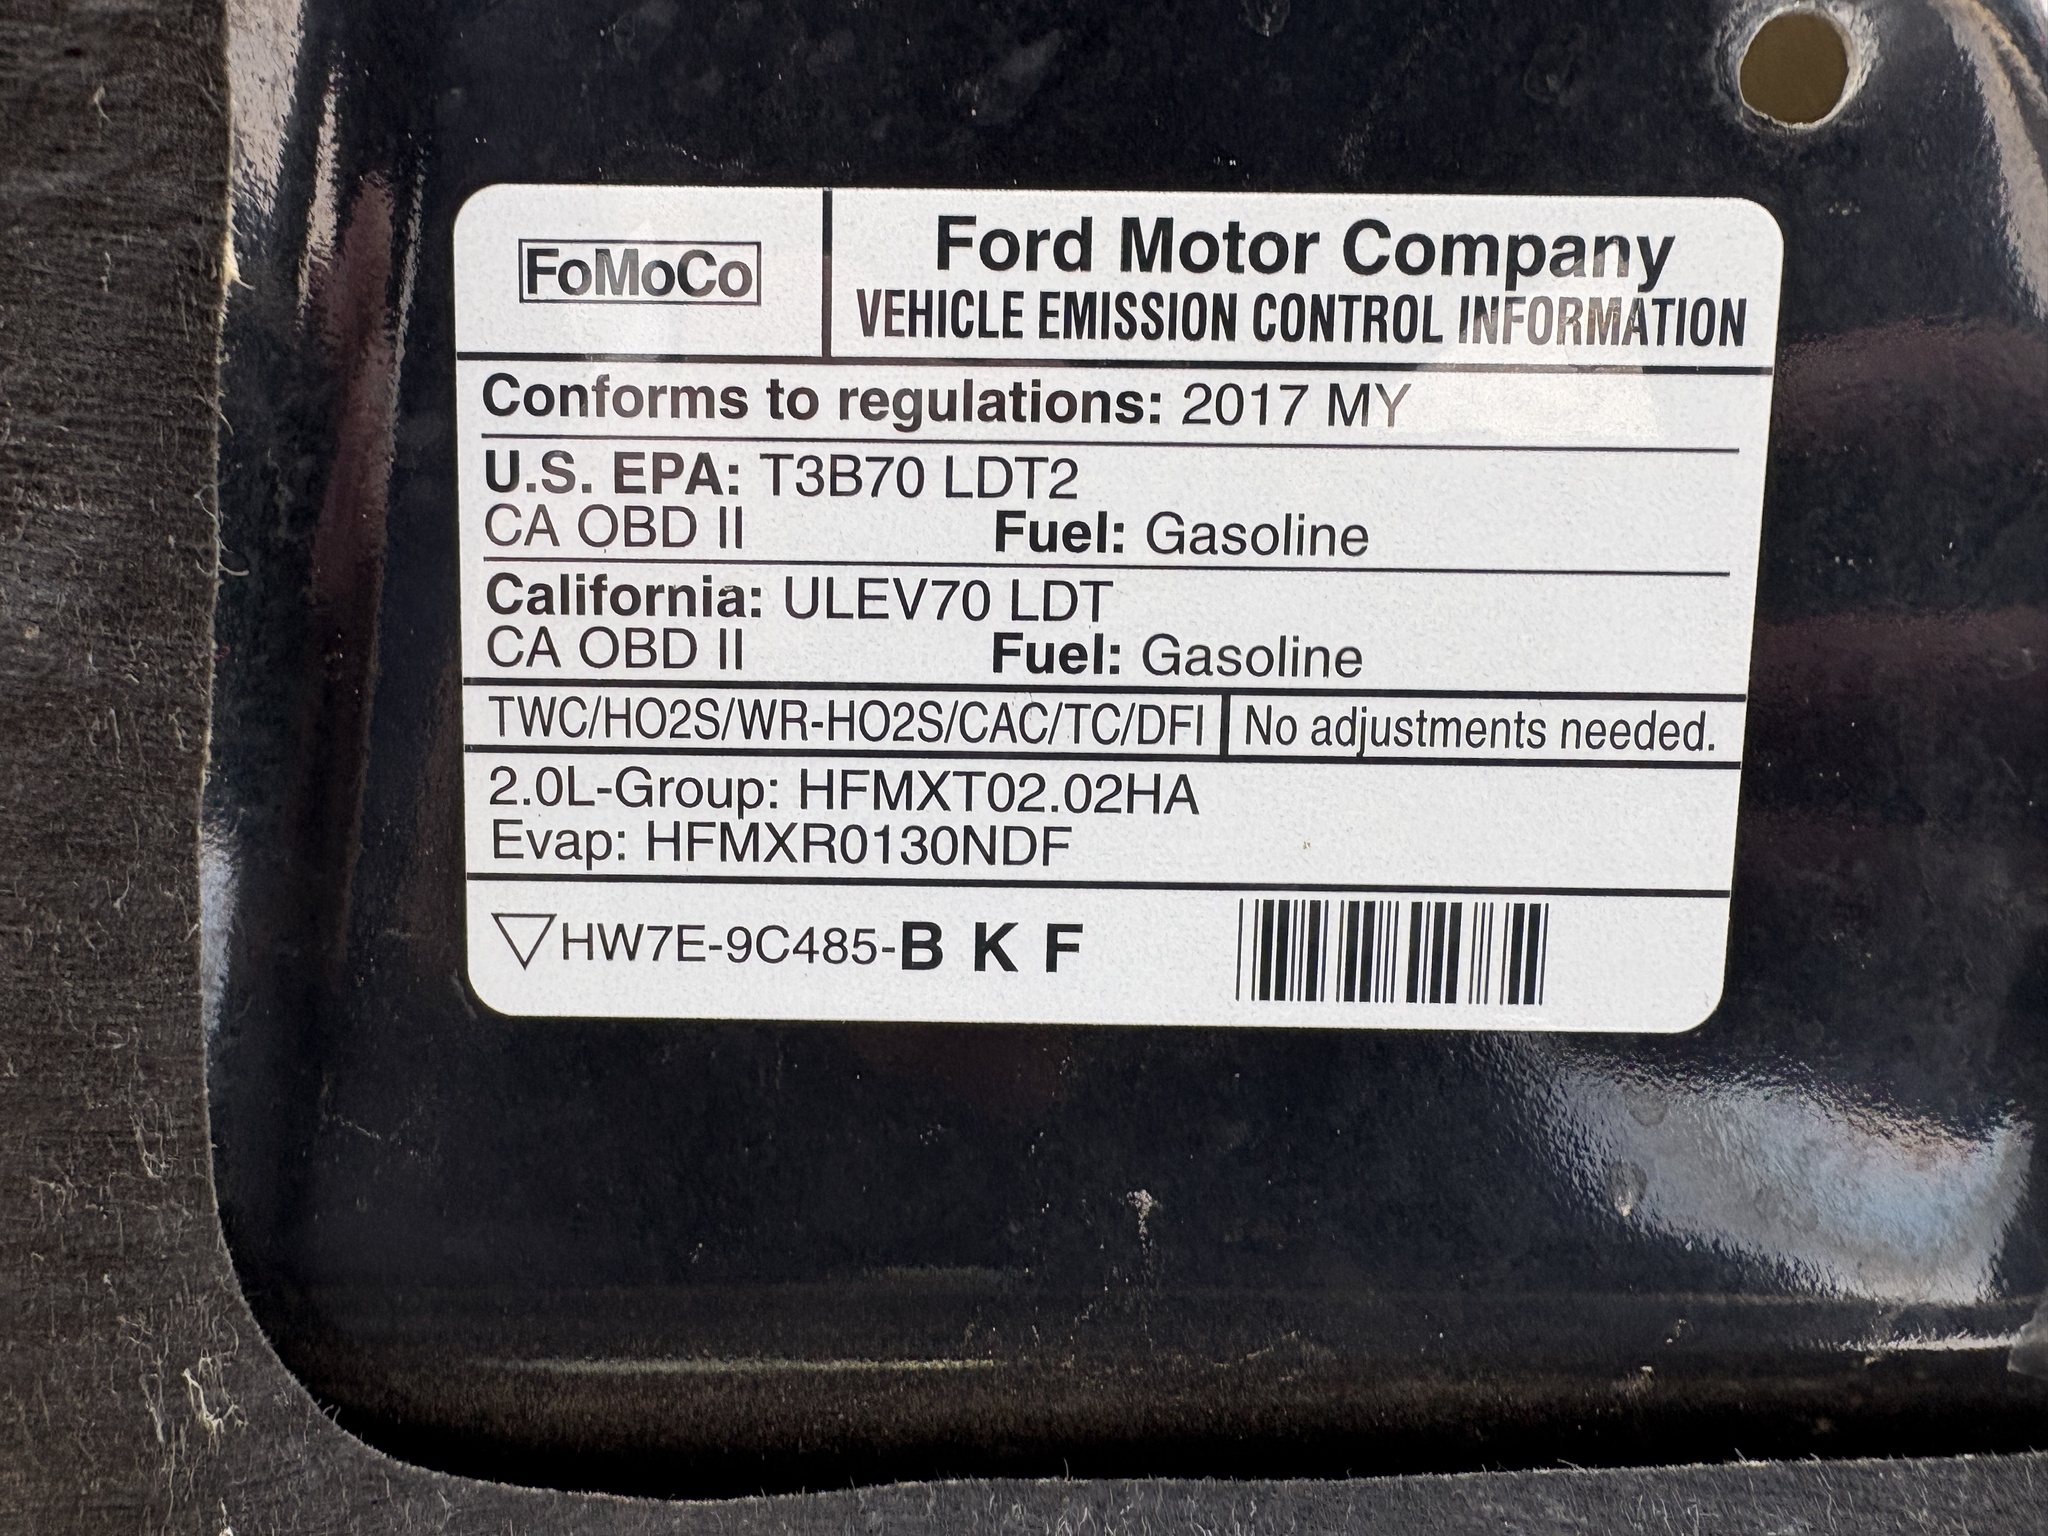 FoMoCo
Ford Motor Company
VEHICLE EMISSION CONTROL INFORMATION
Conforms to regulations: 2017 MY
U.S. EPA: T3B70 LDT2
CA OBD II Fuel: Gasoline
California: ULEV70 LDT
CA OBD II Fuel: Gasoline
TWC/HO2S/WR-HO2S/CAC/TC/DFI No adjustments needed.
2.0L-Group: HFMXT02.02HA
Evap: HFMXR0130NDF
HW7E-9C485-B K F